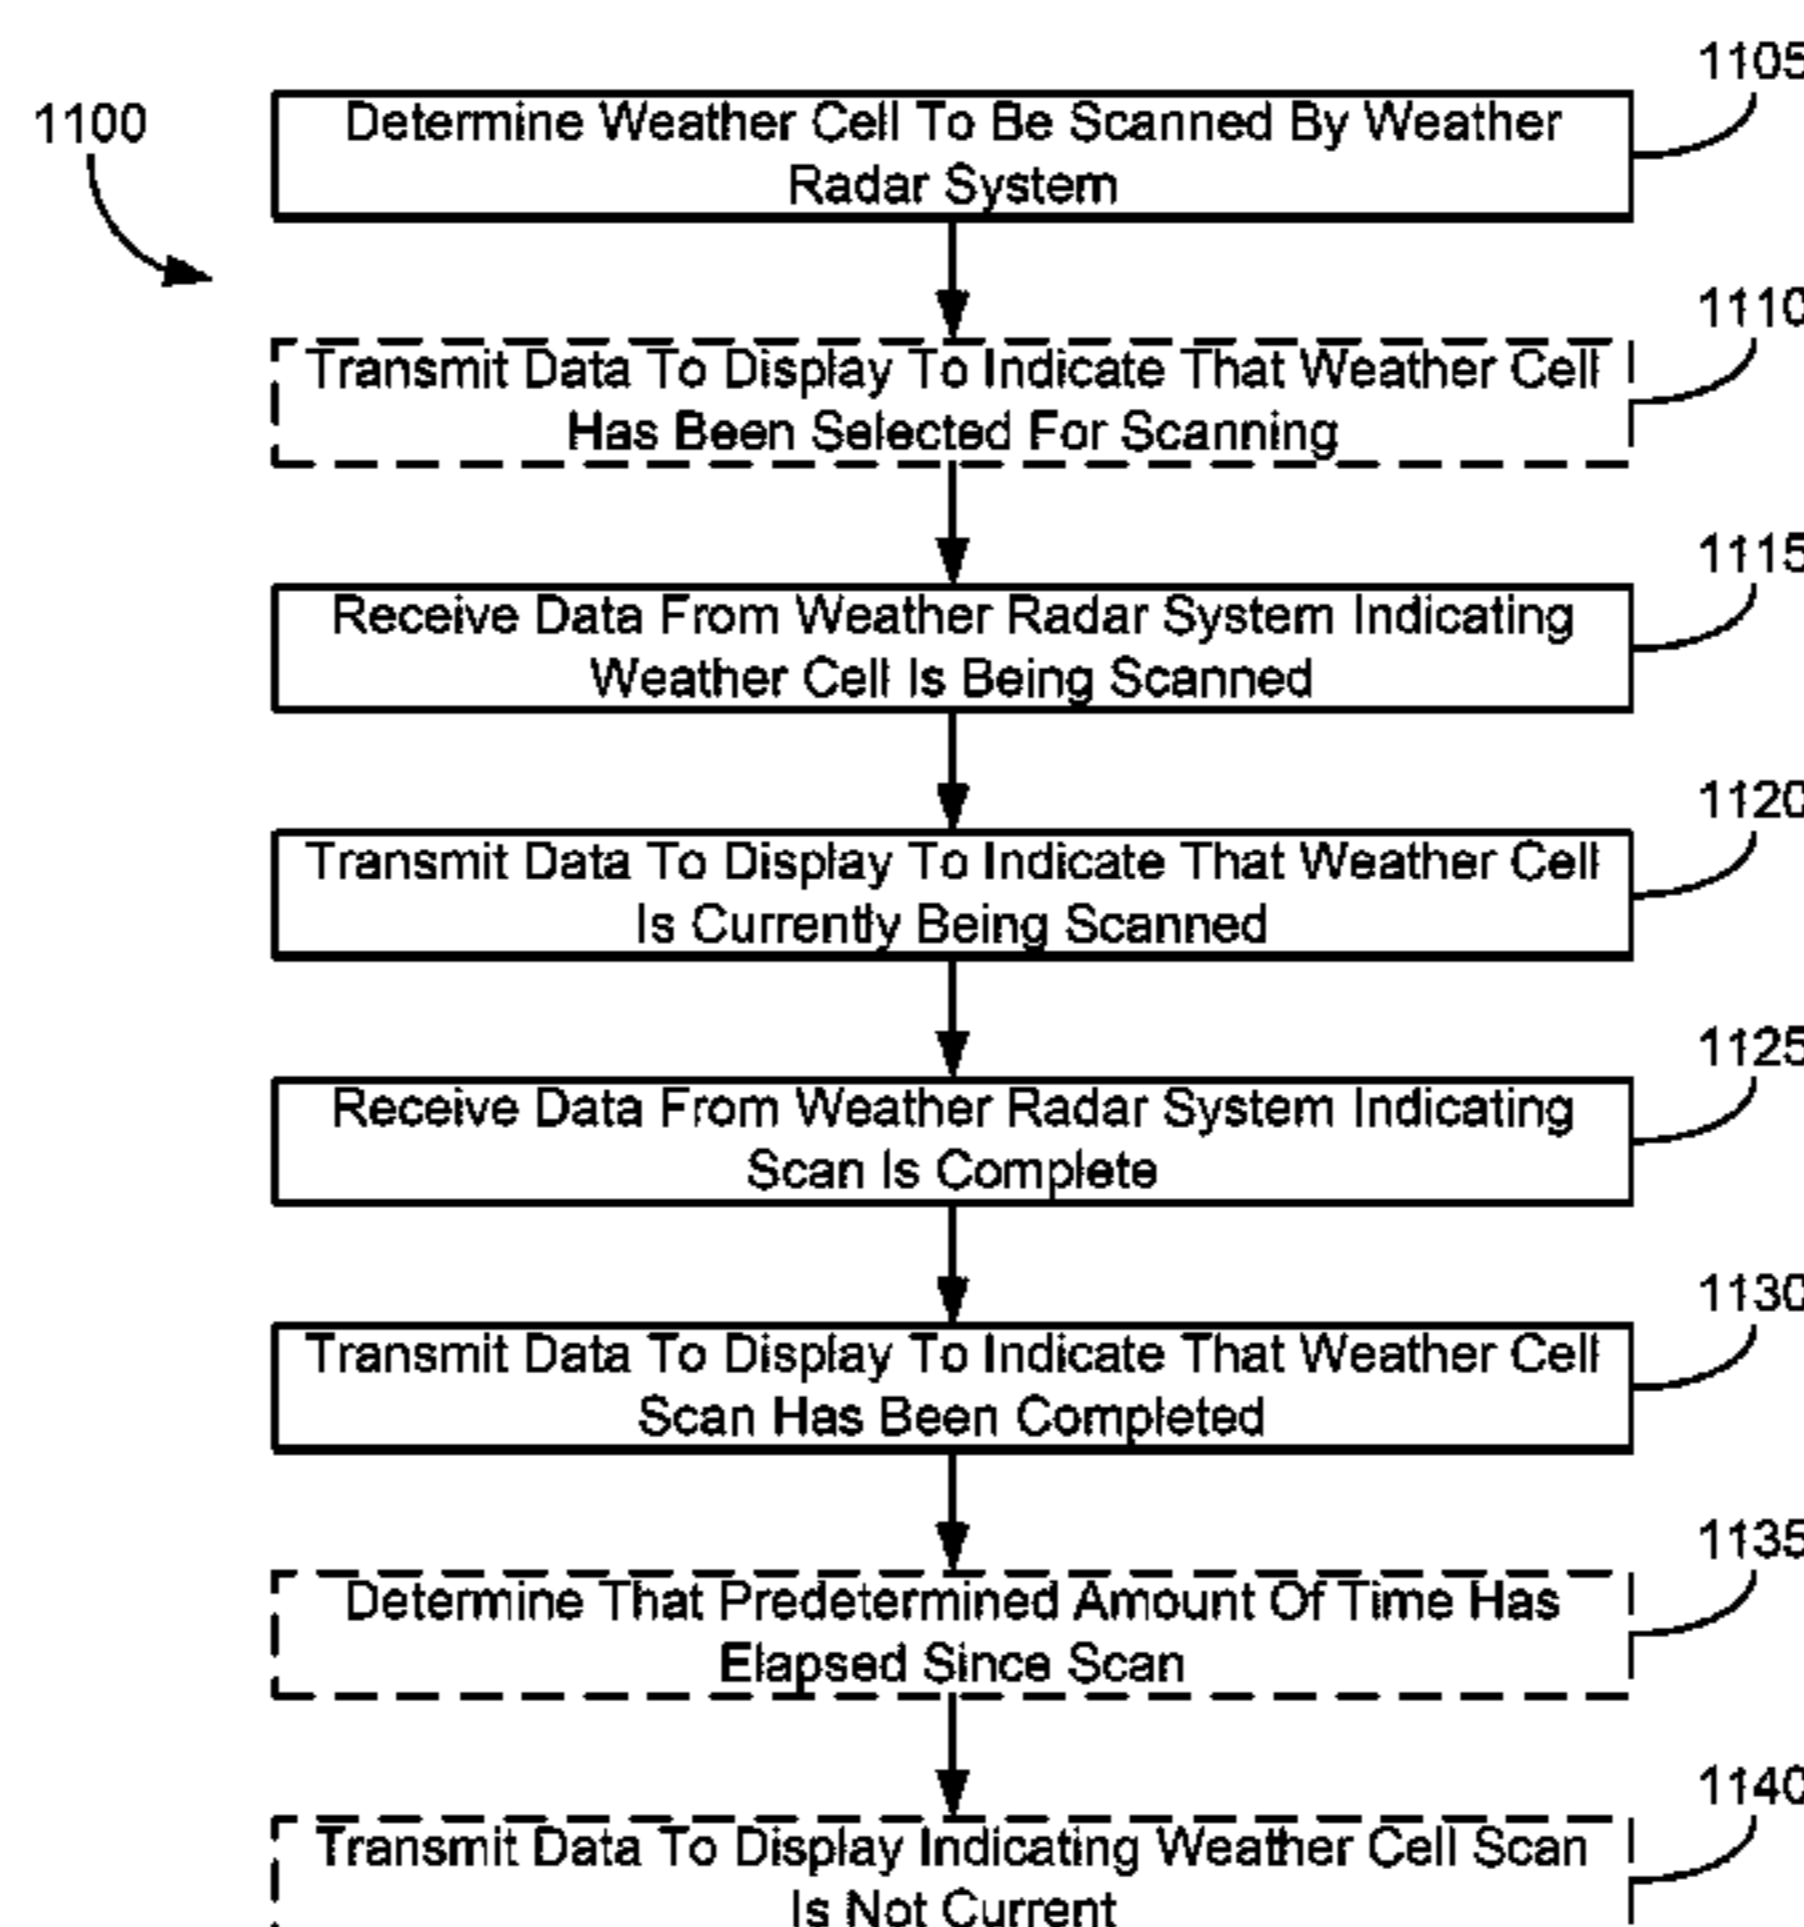 1100
1105
Determine Weather Cell To Be Scanned By Weather
Radar System
1110
Transmit Data To Display To Indicate That Weather Cell
Has Been Selected For Scanning
1115
Receive Data From Weather Radar System Indicating
Weather Cell Is Being Scanned
1120
Transmit Data To Display To Indicate That Weather Cell
Is Currently Being Scanned
1125
Receive Data From Weather Radar System Indicating
Scan Is Complete
1130
Transmit Data To Display To Indicate That Weather Cell
Scan Has Been Completed
1135
Determine That Predetermined Amount Of Time Has
Elapsed Since Scan
1140
Transmit Data To Display Indicating Weather Cell Scan
Is Not Current